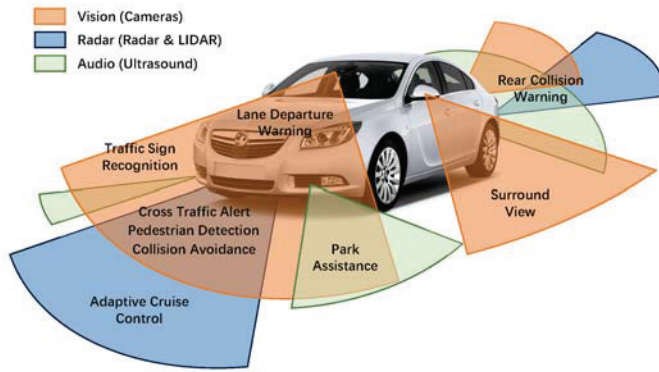 Vision (Cameras)
Radar (Radar & LIDAR)
Audio (Ultrasound)
Rear Collision
Warning
Lane Departure
Warning
Traffic Sign
Recognition
Surround
View
Cross Traffic Alert
Pedestrian Detection
Collision Avoidance
Park
Assistance
Adaptive Cruise
Control